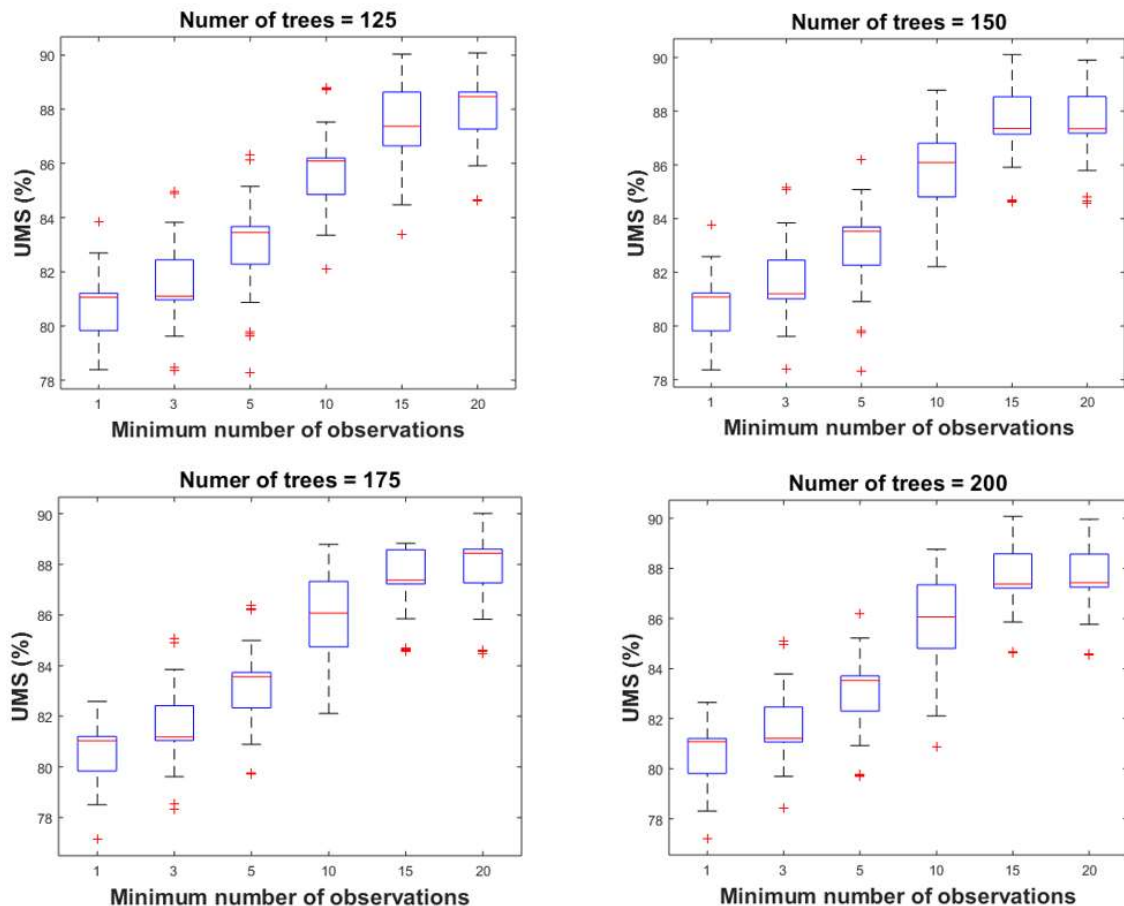 Numer of trees = 125
90
88
86
84
82
80
78
UMS (%)
1 3 5 10 15 20
Minimum number of observations
Numer of trees = 150
90
88
86
84
82
80
78
UMS (%)
1 3 5 10 15 20
Minimum number of observations
Numer of trees = 175
90
88
86
84
82
80
78
UMS (%)
1 3 5 10 15 20
Minimum number of observations
Numer of trees = 200
90
88
86
84
82
80
78
UMS (%)
1 3 5 10 15 20
Minimum number of observations